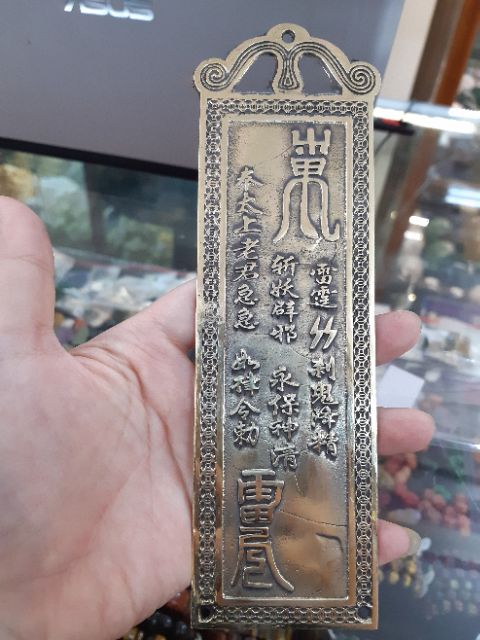 ASUS
雷霆
殺鬼降精
斬妖辟邪
永保神清
奉太上老君急急
如律令勅